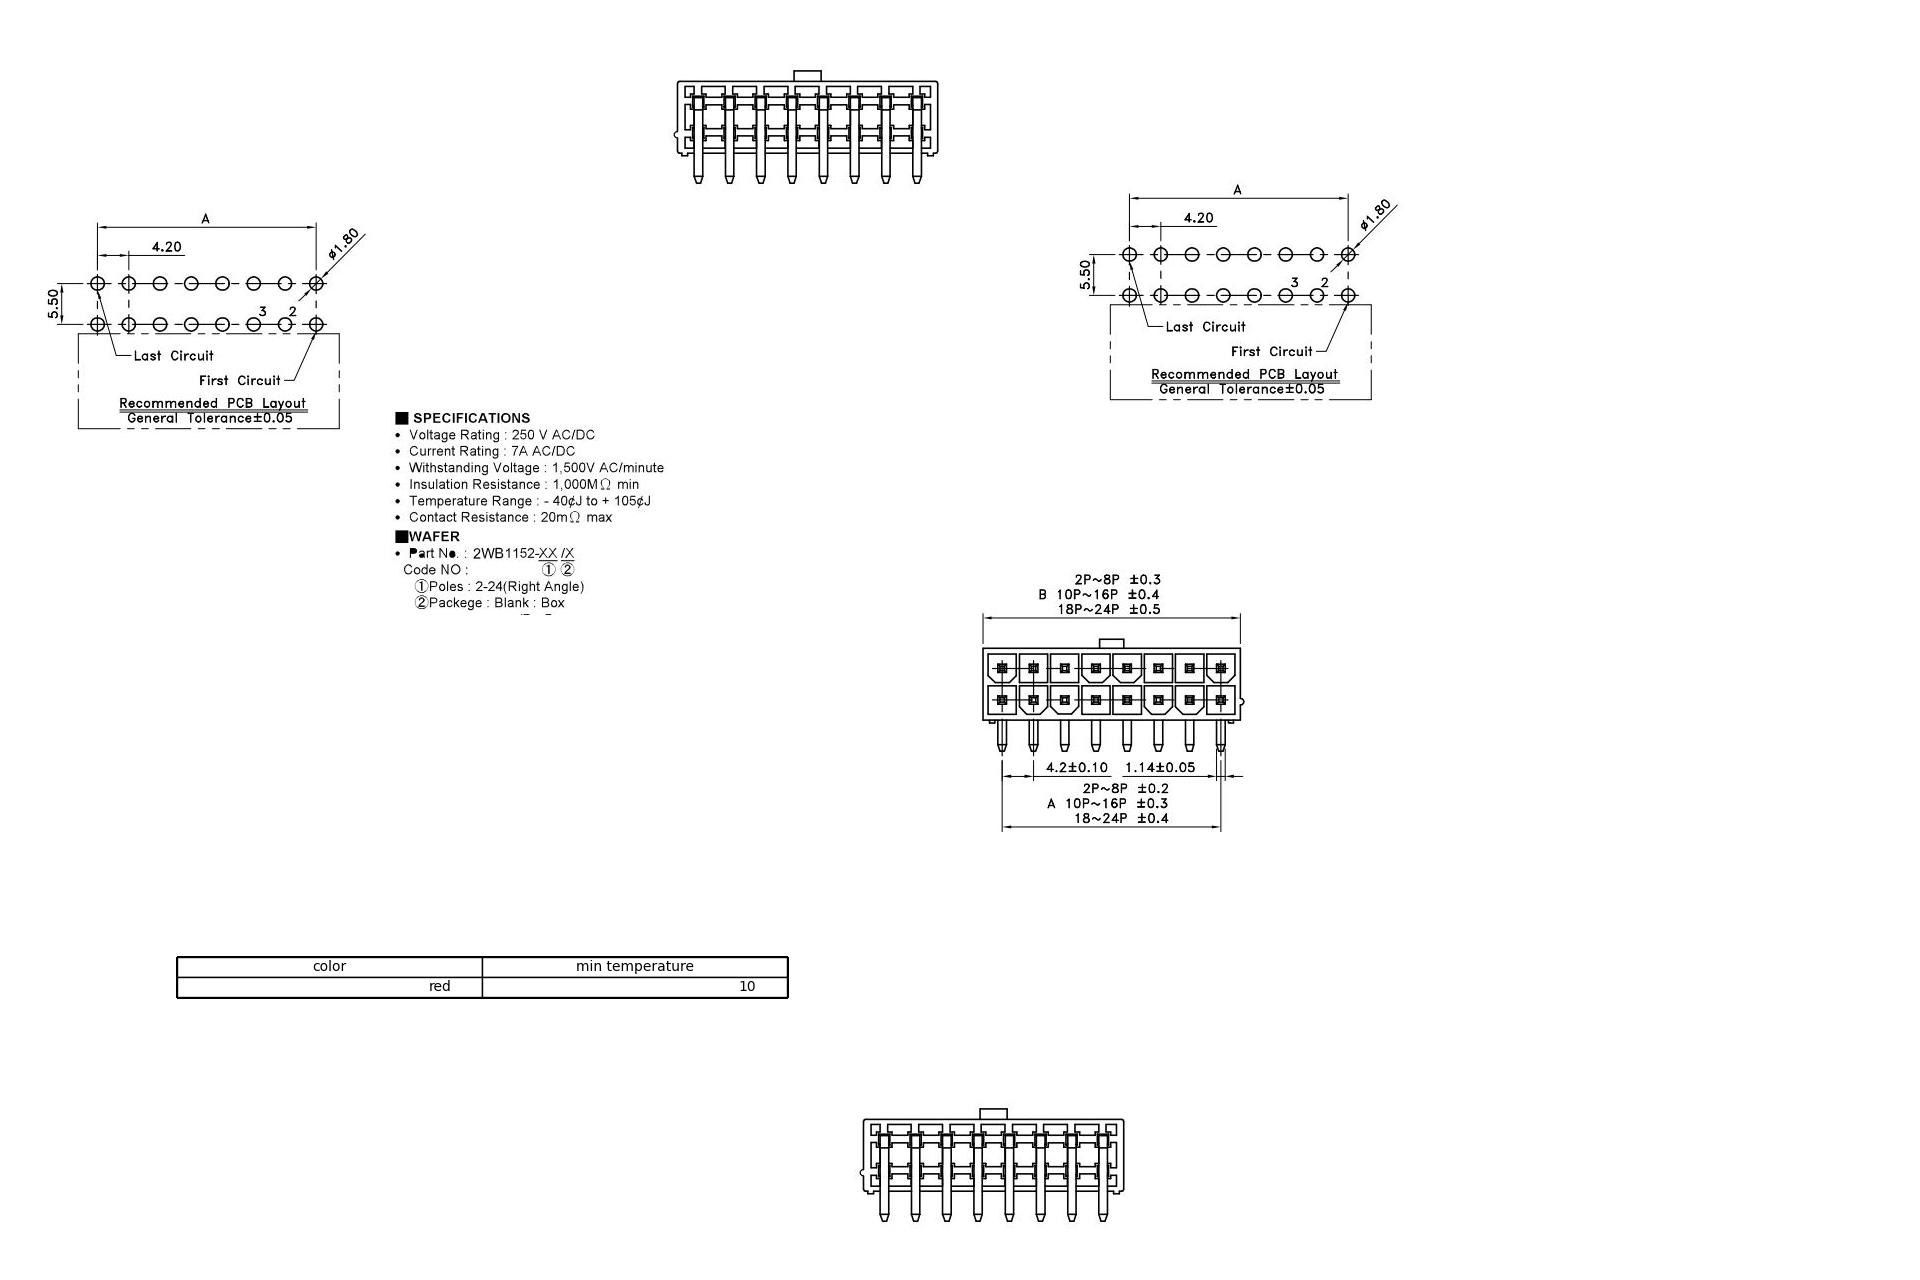 A
4.20
ø1.80
5.50
3 2
Last Circuit
First Circuit
Recommended PCB Layout
General Tolerance±0.05
A
4.20
ø1.80
5.50
3 2
Last Circuit
First Circuit
Recommended PCB Layout
General Tolerance±0.05
■ SPECIFICATIONS
• Voltage Rating : 250 V AC/DC
• Current Rating : 7A AC/DC
• Withstanding Voltage : 1,500V AC/minute
• Insulation Resistance : 1,000MΩ min
• Temperature Range : - 40¢J to + 105¢J
• Contact Resistance : 20mΩ max
■WAFER
• Part No. : 2WB1152-XX /X
Code NO : ① ②
①Poles : 2-24(Right Angle)
②Packege : Blank : Box
2P~8P ±0.3
B 10P~16P ±0.4
18P~24P ±0.5
4.2±0.10 1.14±0.05
2P~8P ±0.2
A 10P~16P ±0.3
18~24P ±0.4
color min temperature
red 10